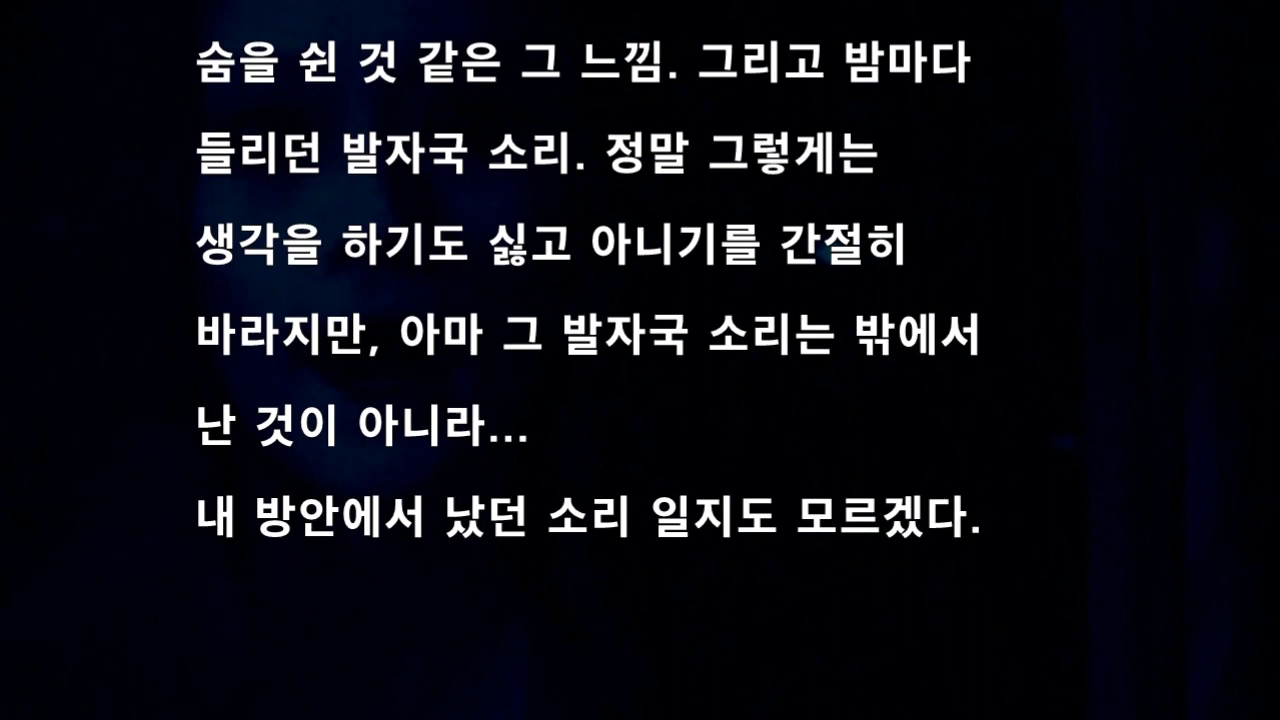 숨을 쉰 것 같은 그 느낌. 그리고 밤마다
들리던 발자국 소리. 정말 그렇게는
생각을 하기도 싫고 아니기를 간절히
바라지만, 아마 그 발자국 소리는 밖에서
난 것이 아니라...
내 방안에서 났던 소리 일지도 모르겠다.